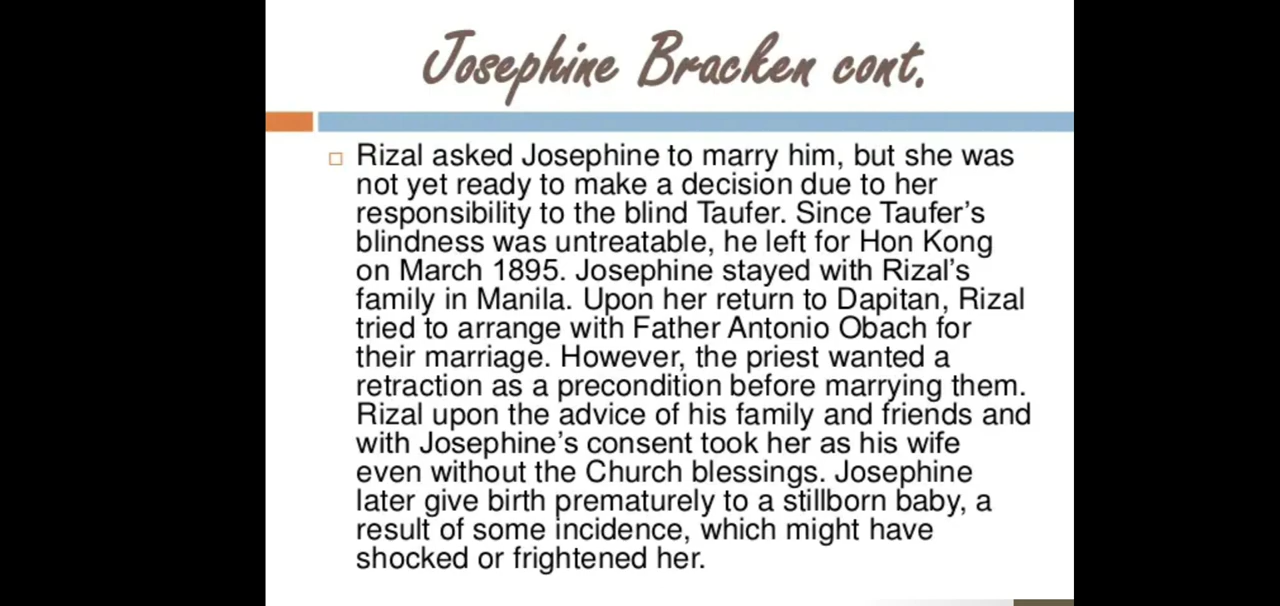 Josephine Bracken cont.
Rizal asked Josephine to marry him, but she was
not yet ready to make a decision due to her
responsibility to the blind Taufer. Since Taufer's
blindness was untreatable, he left for Hon Kong
on March 1895. Josephine stayed with Rizal's
family in Manila. Upon her return to Dapitan, Rizal
tried to arrange with Father Antonio Obach for
their marriage. However, the priest wanted a
retraction as a precondition before marrying them.
Rizal upon the advice of his family and friends and
with Josephine's consent took her as his wife
even without the Church blessings. Josephine
later give birth prematurely to a stillborn baby, a
result of some incidence, which might have
shocked or frightened her.